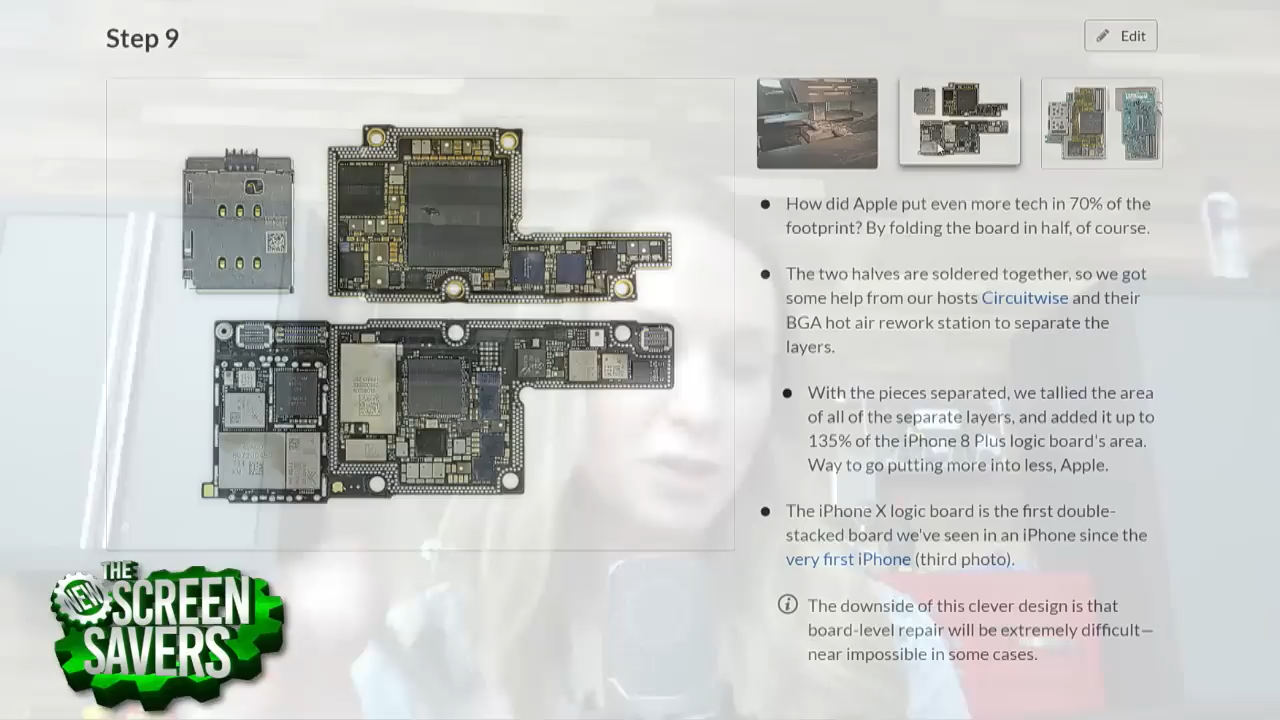 Step 9
Edit
How did Apple put even more tech in 70% of the
footprint? By folding the board in half, of course.
The two halves are soldered together, so we got
some help from our hosts Circuitwise and their
BGA hot air rework station to separate the
layers.
With the pieces separated, we tallied the area
of all of the separate layers, and added it up to
135% of the iPhone 8 Plus logic board's area.
Way to go putting more into less, Apple.
The iPhone X logic board is the first double-
stacked board we've seen in an iPhone since the
very first iPhone (third photo).
The downside of this clever design is that
board-level repair will be extremely difficult—
near impossible in some cases.
THE
NEW
SCREEN
SAVERS